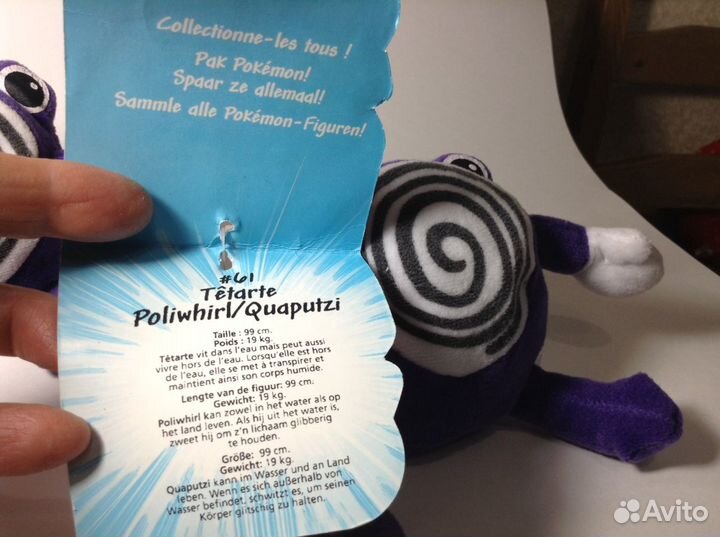 Collectionne-les tous !
Pak Pokémon!
Spaar ze allemaal!
Sammle alle Pokémon-Figuren!
#61
Têtarte
Poliwhirl/Quaputzi
Taille : 99 cm.
Poids : 19 kg.
Têtarte vit dans l'eau mais peut aussi
vivre hors de l'eau. Lorsqu'elle est hors
de l'eau, elle se met à transpirer et
maintient ainsi son corps humide.
Lengte van de figuur: 99 cm.
Gewicht: 19 kg.
Poliwhirl kan zowel in het water als op
het land leven. Als hij uit het water is,
zweet hij om z'n lichaam glibberig
te houden.
Größe: 99 cm.
Gewicht: 19 kg.
Quaputzi kann im Wasser und an Land
leben. Wenn es sich außerhalb von
Wasser befindet, schwitzt es, um seinen
Körper glitschig zu halten.
Avito